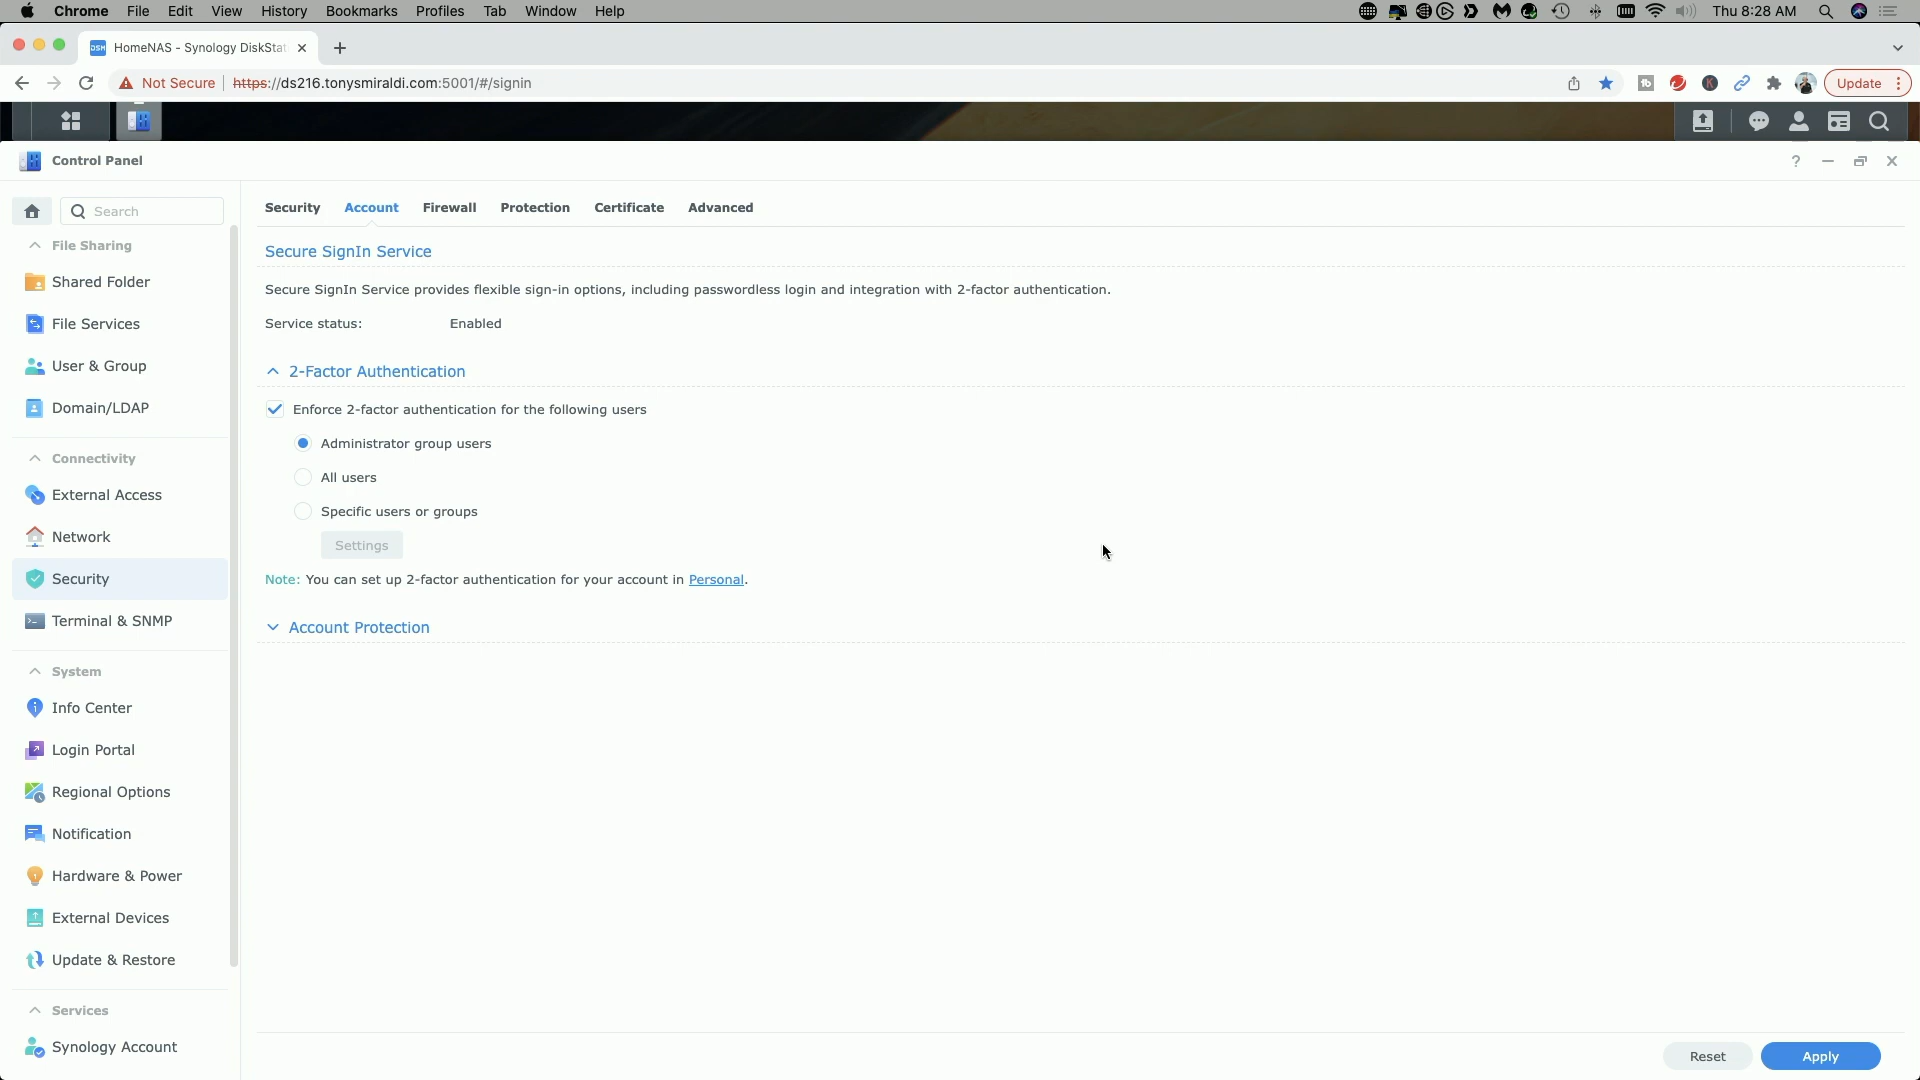 Chrome File Edit View History Bookmarks Profiles Tab Window Help Thu 8:28 AM
DSM HomeNAS - Synology DiskStat
Not Secure https://ds216.tonysmiraldi.com:5001/#/signin Update
Control Panel
Search
Security Account Firewall Protection Certificate Advanced
File Sharing
Shared Folder
File Services
User & Group
Domain/LDAP
Connectivity
External Access
Network
Security
Terminal & SNMP
System
Info Center
Login Portal
Regional Options
Notification
Hardware & Power
External Devices
Update & Restore
Services
Synology Account
Secure SignIn Service
Secure SignIn Service provides flexible sign-in options, including passwordless login and integration with 2-factor authentication.
Service status: Enabled
2-Factor Authentication
Enforce 2-factor authentication for the following users
Administrator group users
All users
Specific users or groups
Settings
Note: You can set up 2-factor authentication for your account in Personal.
Account Protection
Reset Apply